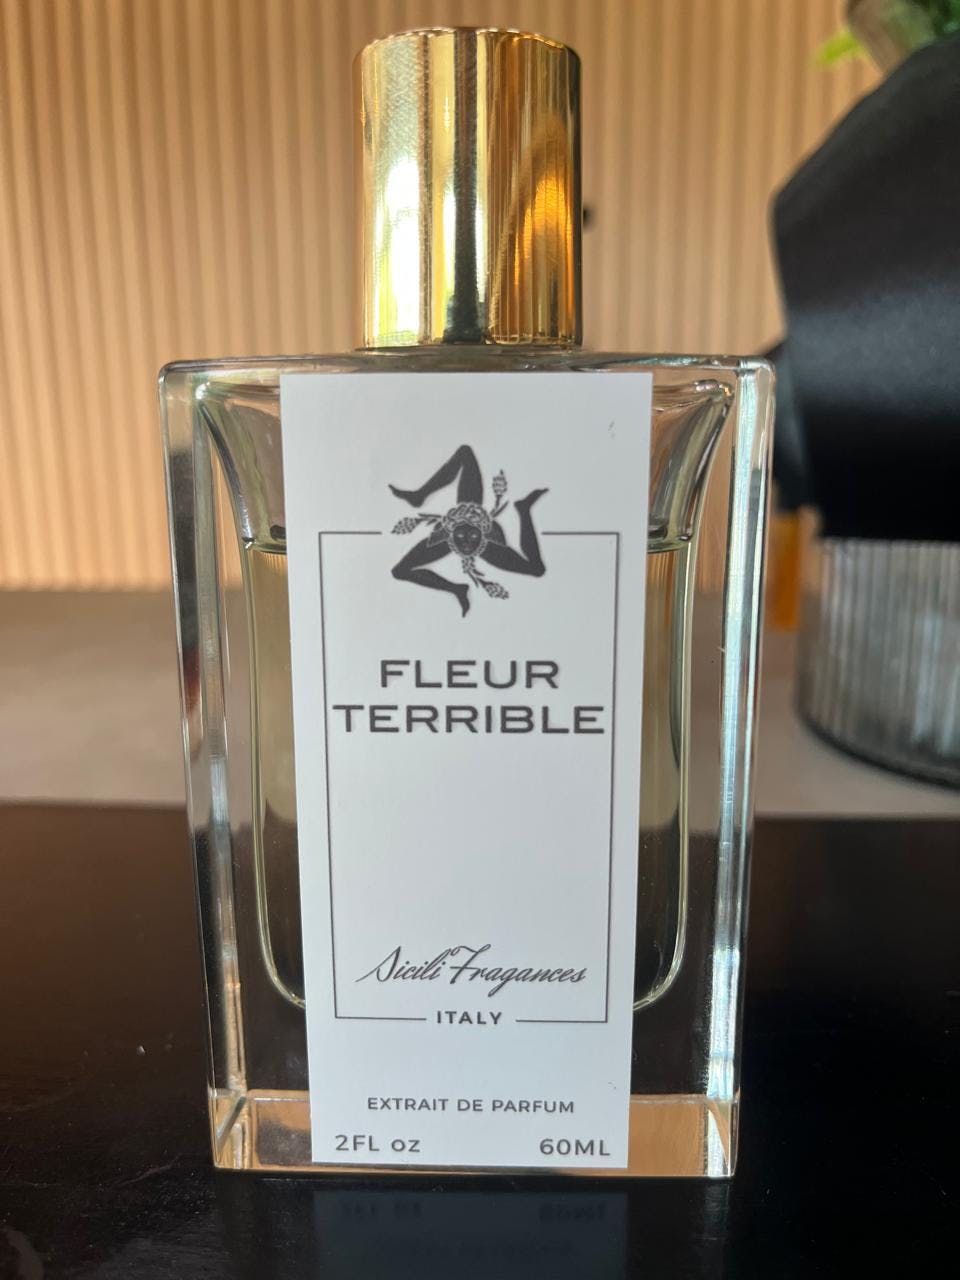 FLEUR
TERRIBLE
Sicili Fragances
ITALY
EXTRAIT DE PARFUM
2FL oz 60ML